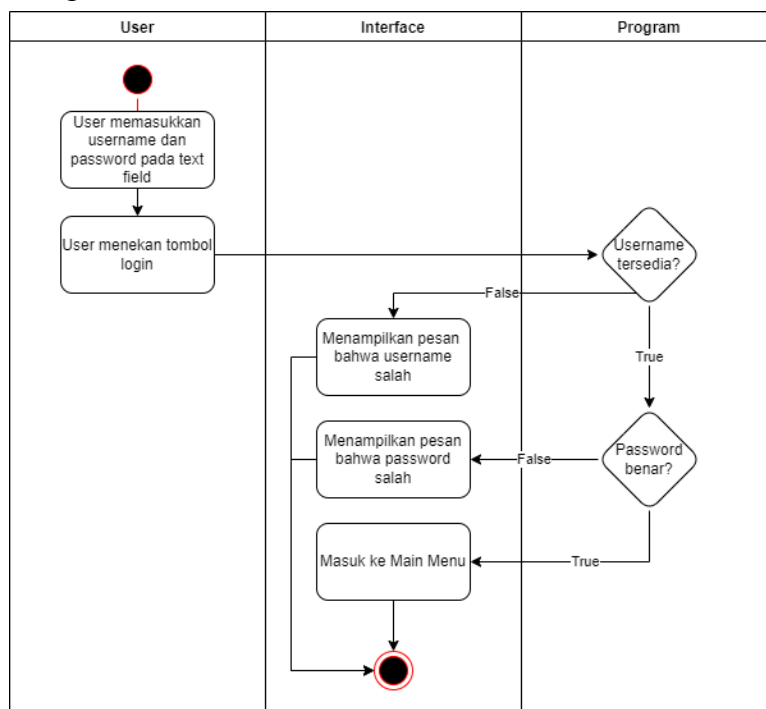 User
Interface
Program
User memasukkan
username dan
password pada text
field
User menekan tombol
login
Username
tersedia?
False
Menampilkan pesan
bahwa username
salah
True
Menampilkan pesan
bahwa password
salah
False
Password
benar?
Masuk ke Main Menu
True